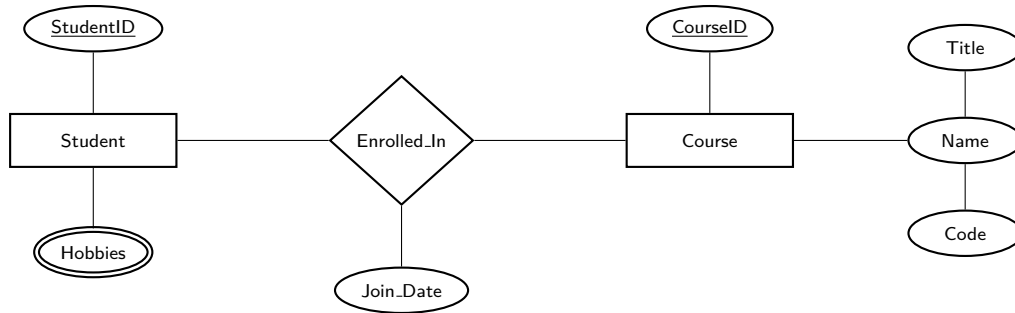 StudentID
CourseID
Title
Student
Enrolled_In
Course
Name
Hobbies
Code
Join_Date